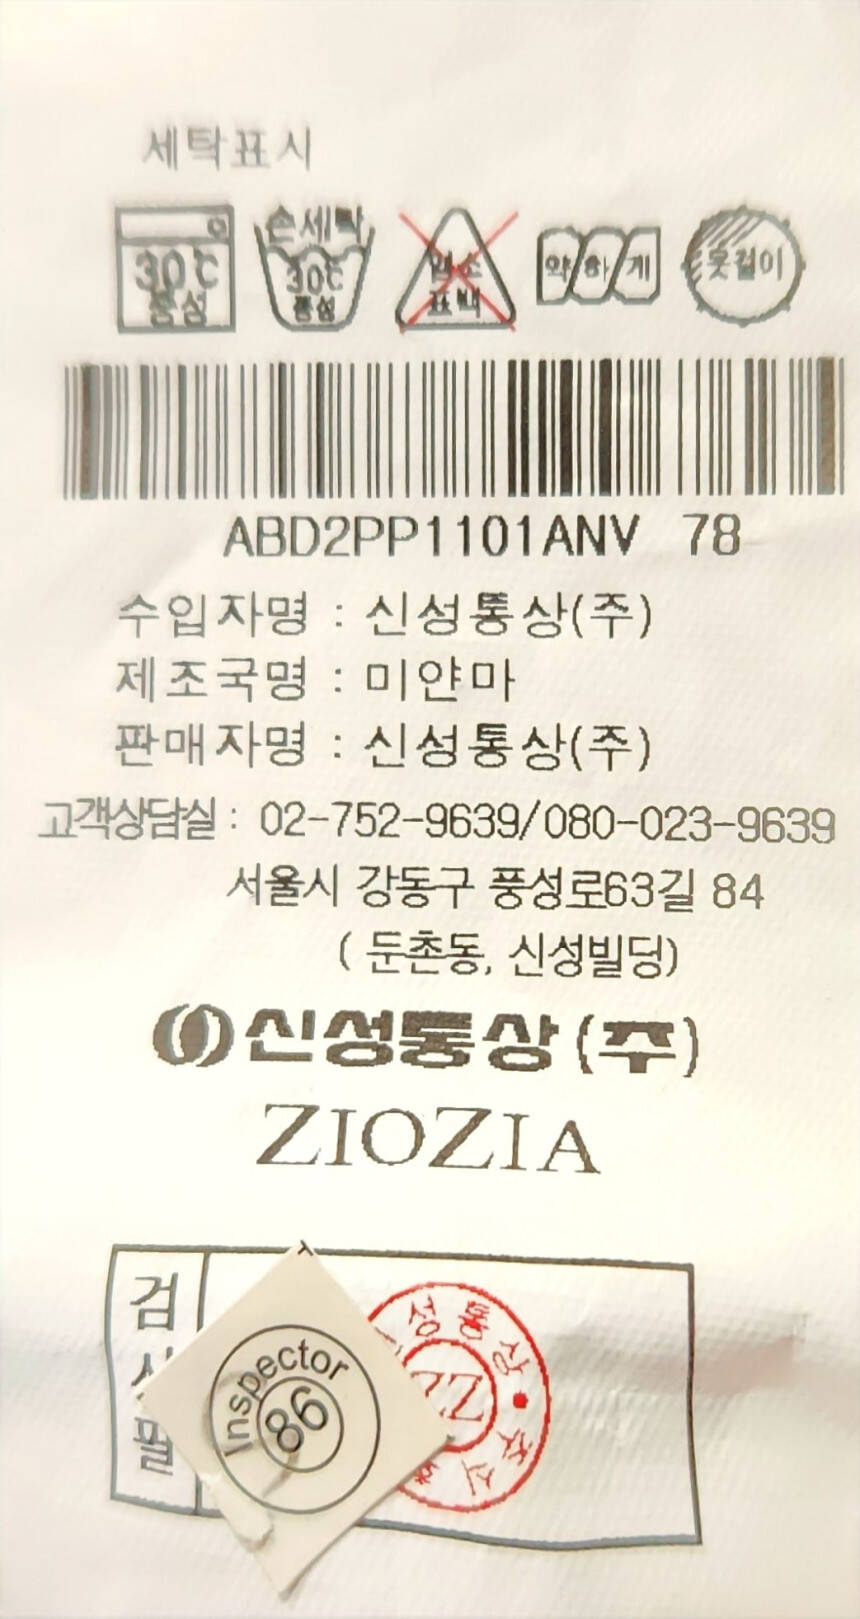 세탁표시
30℃ 중성
손세탁 30℃ 중성
염소 표백
약하게
옷걸이
ABD2PP1101ANV 78
수입자명 : 신성통상(주)
제조국명 : 미얀마
판매자명 : 신성통상(주)
고객상담실 : 02-752-9639/080-023-9639
서울시 강동구 풍성로63길 84
( 둔촌동, 신성빌딩)
신성통상(주)
ZIOZIA
검
필
Inspector
86
성통상